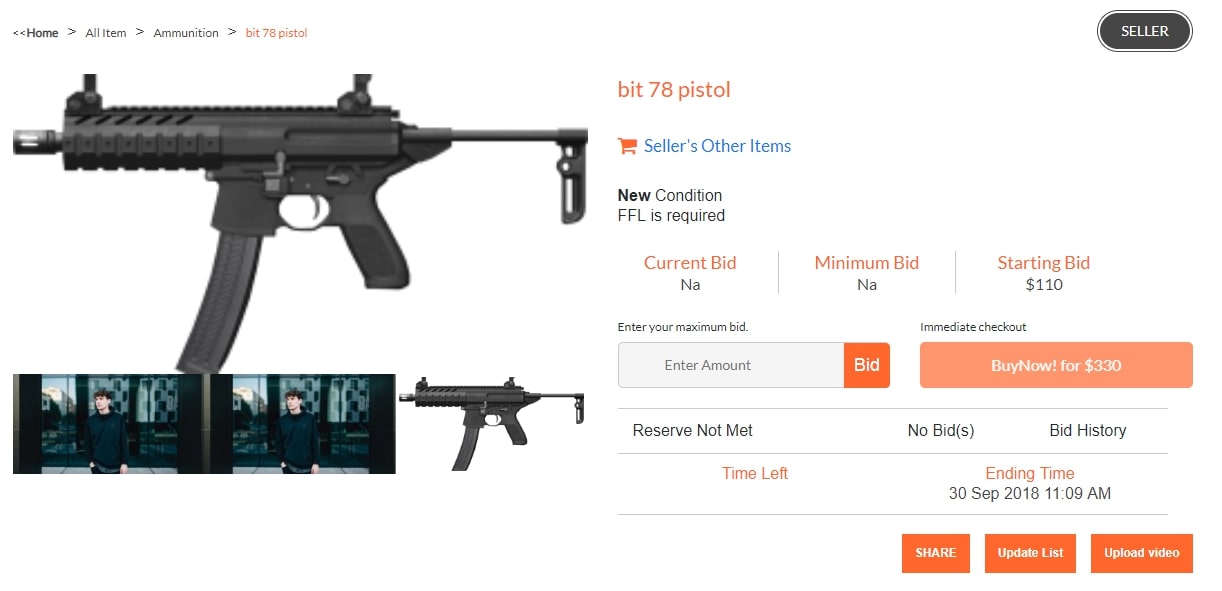 <<Home > All Item > Ammunition > bit 78 pistol
SELLER
bit 78 pistol
Seller's Other Items
New Condition
FFL is required
Current Bid Minimum Bid Starting Bid
Na Na $110
Enter your maximum bid. Immediate checkout
Enter Amount Bid BuyNow! for $330
Reserve Not Met No Bid(s) Bid History
Time Left Ending Time
30 Sep 2018 11:09 AM
SHARE Update List Upload video